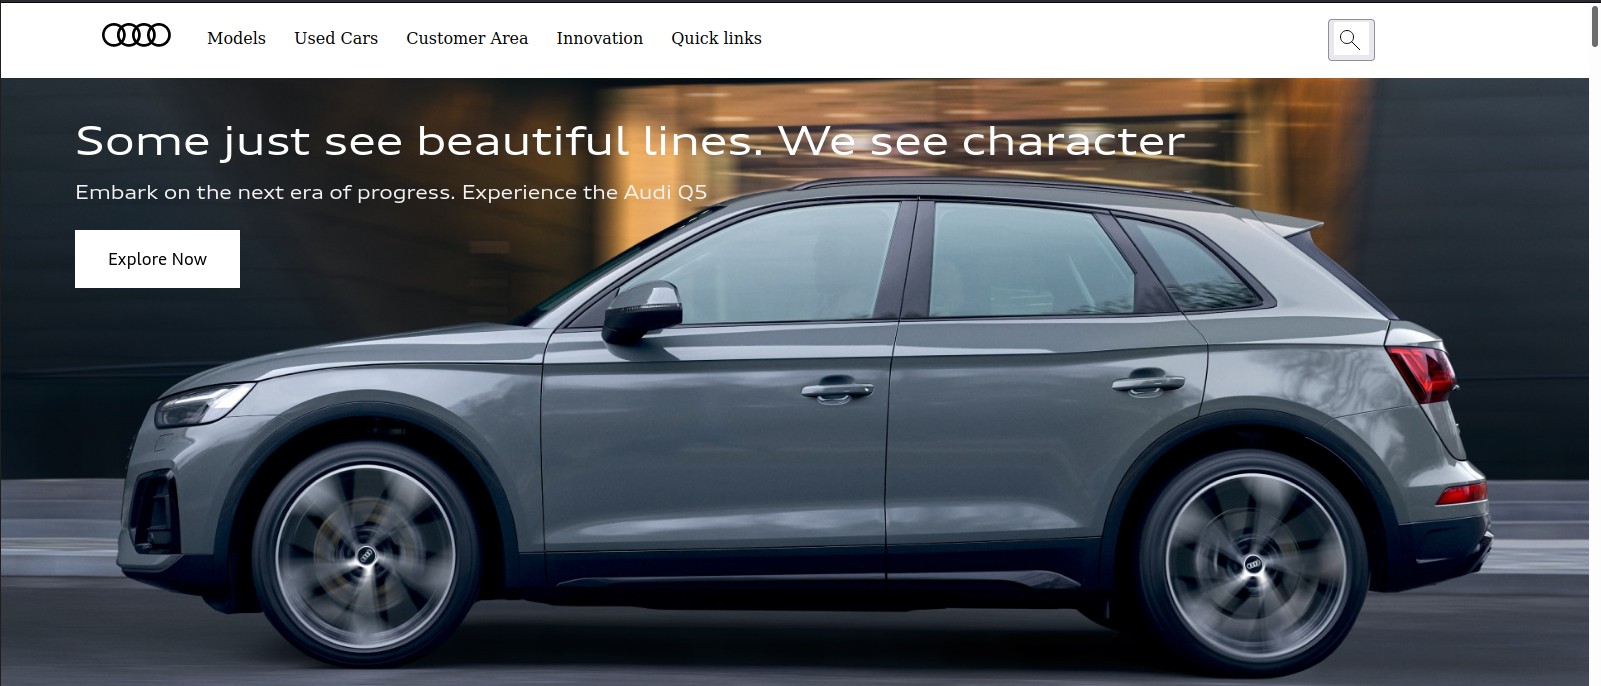 Models Used Cars Customer Area Innovation Quick links
Some just see beautiful lines. We see character
Embark on the next era of progress. Experience the Audi Q5
Explore Now